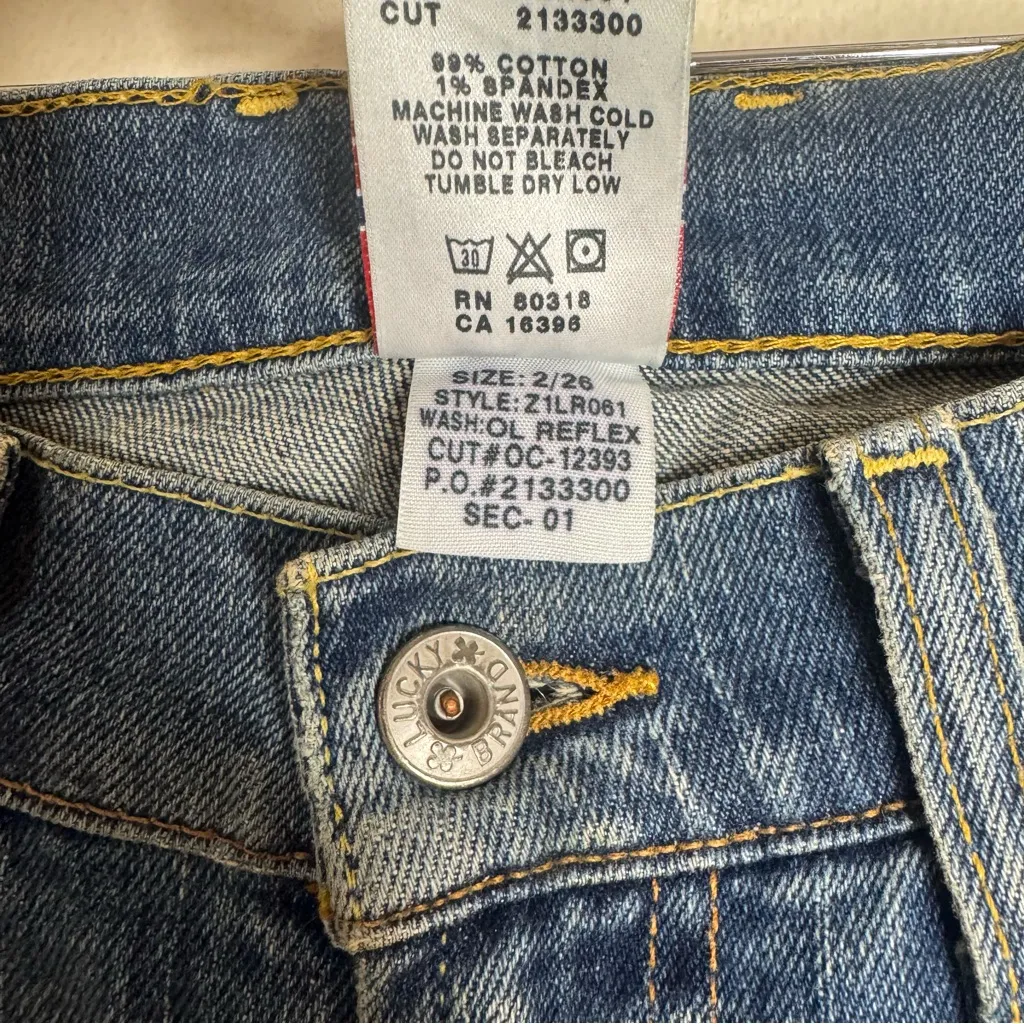 CUT 2133300
99% COTTON
1% SPANDEX
MACHINE WASH COLD
WASH SEPARATELY
DO NOT BLEACH
TUMBLE DRY LOW
30
RN 80318
CA 16396
SIZE: 2/26
STYLE: Z1LR061
WASH: OL REFLEX
CUT# OC-12393
P.O.#2133300
SEC- 01
LUCKY BRAND